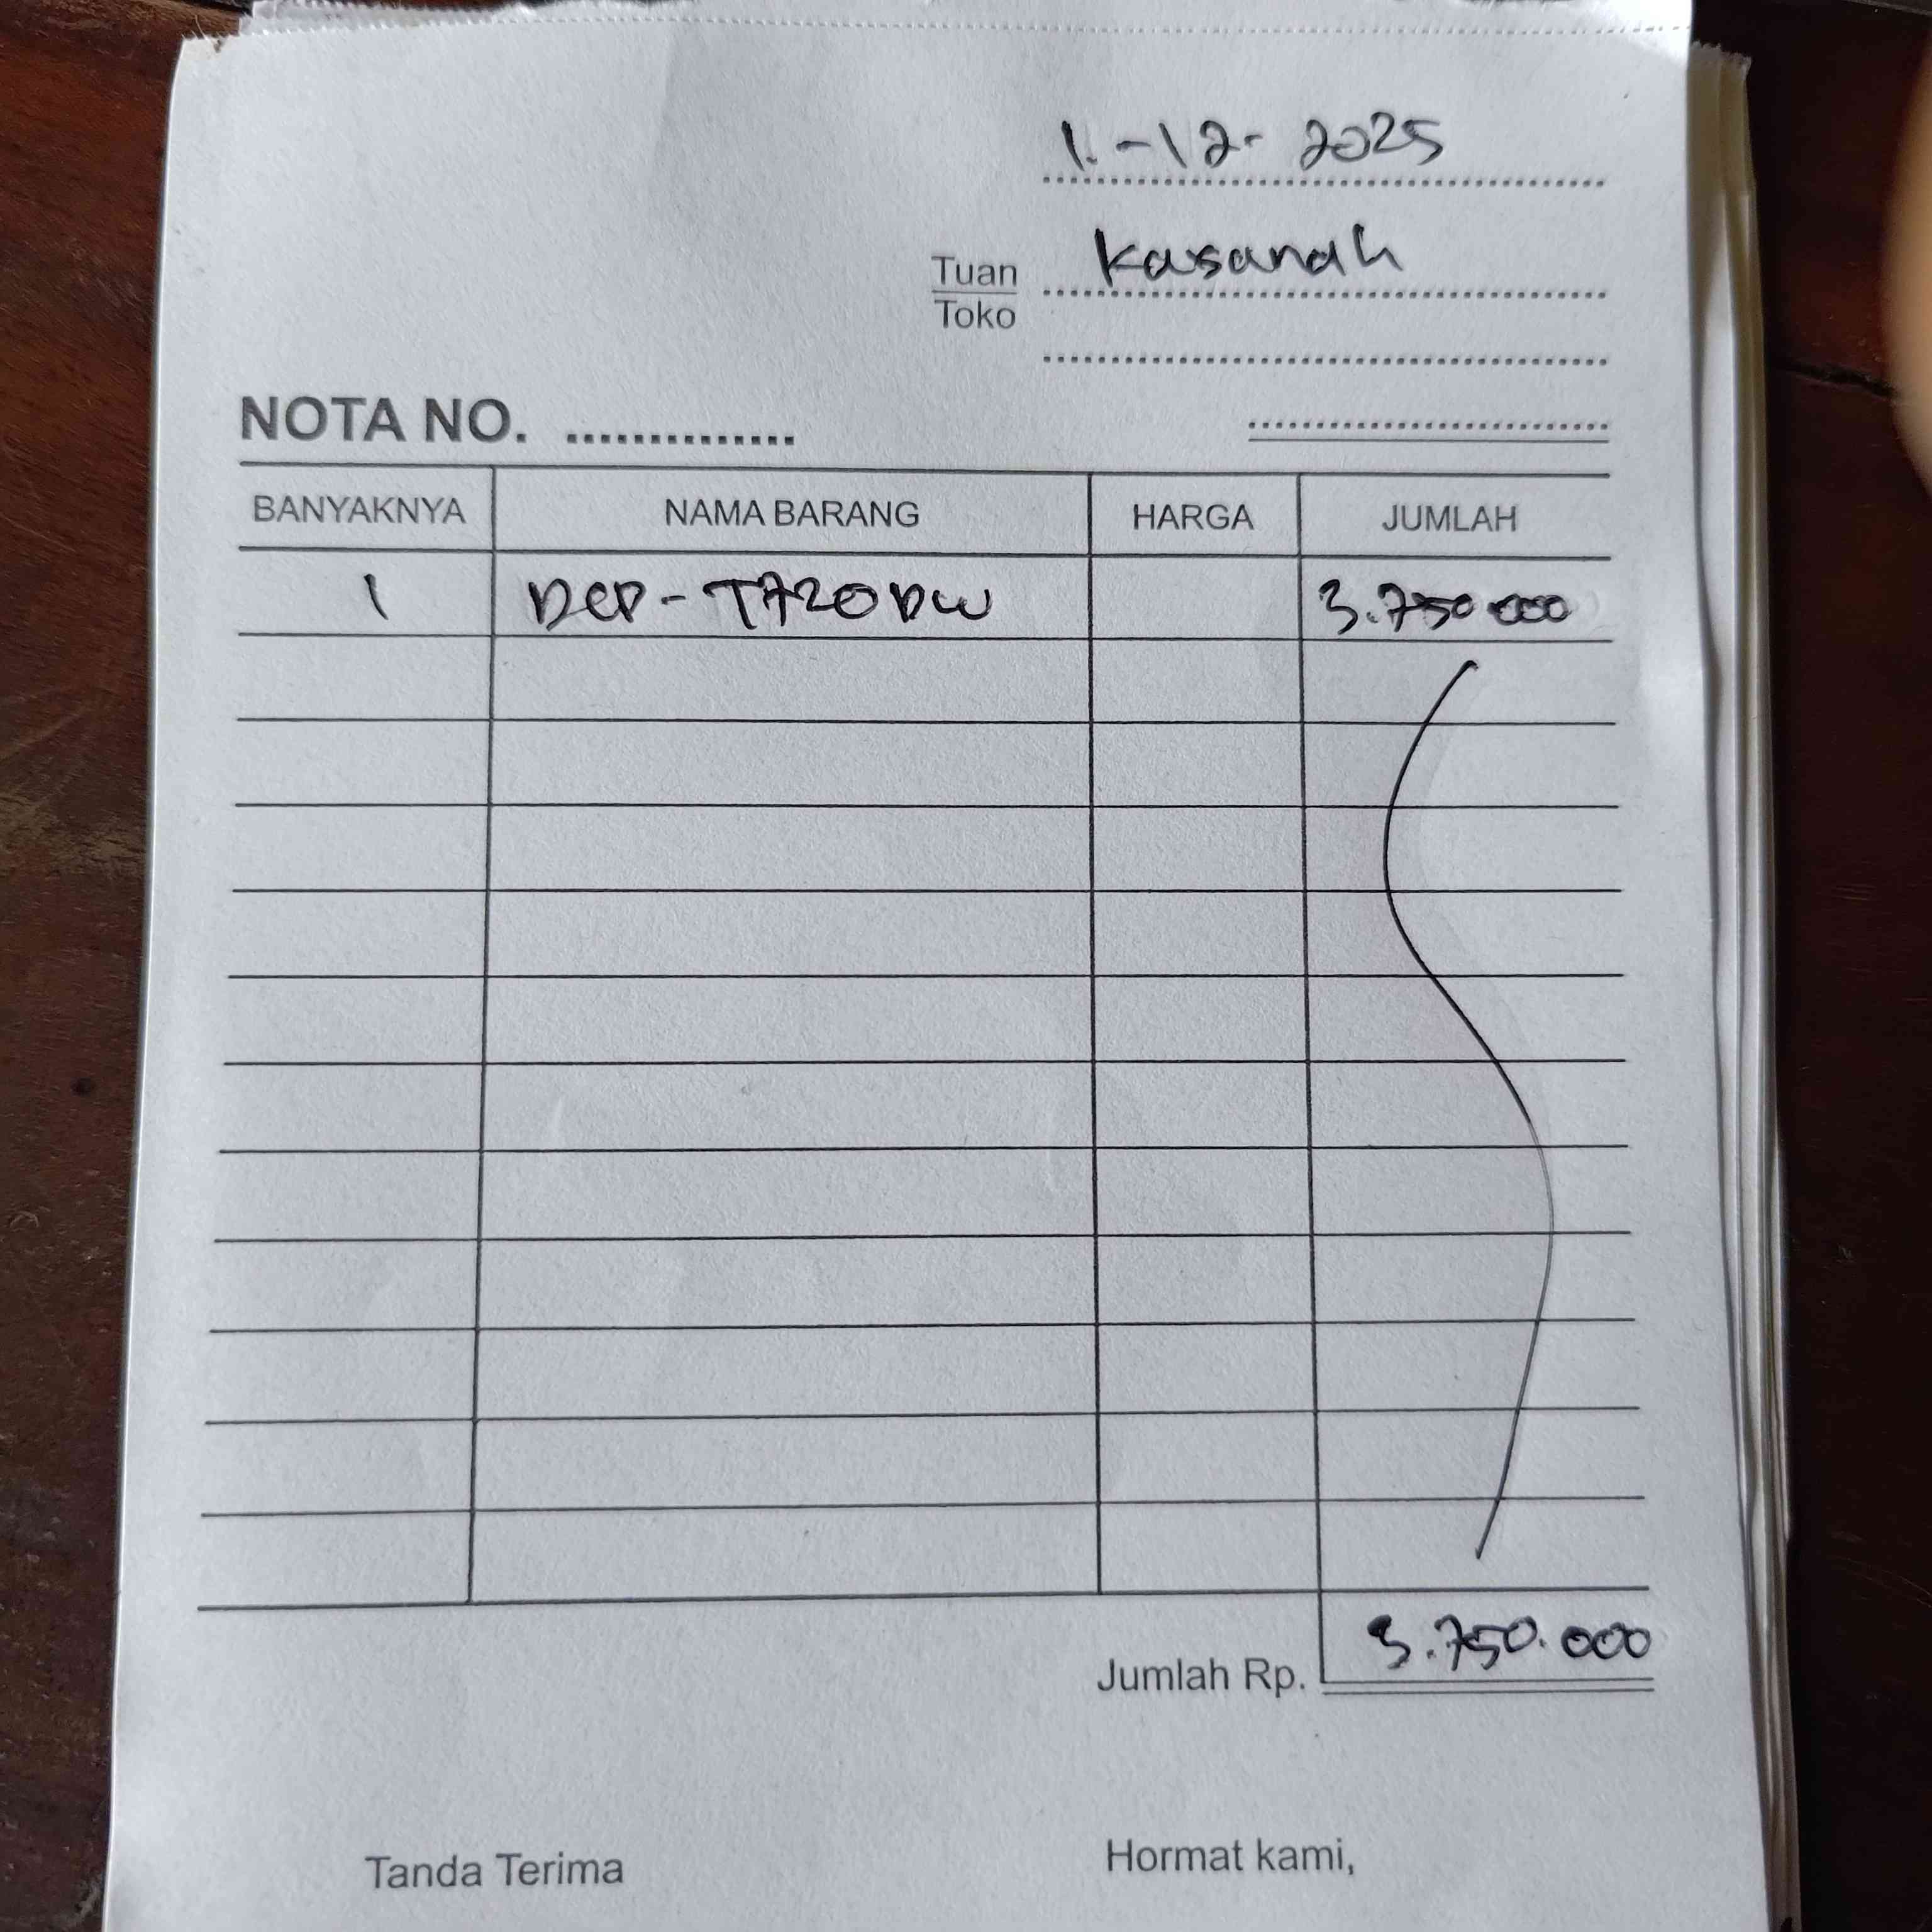 1.-12-2025
Tuan Kasanah
Toko
NOTA NO. ..............
BANYAKNYA NAMA BARANG HARGA JUMLAH
1 DCP-T720DW 3.750.000
Jumlah Rp. 3.750.000
Tanda Terima Hormat kami,